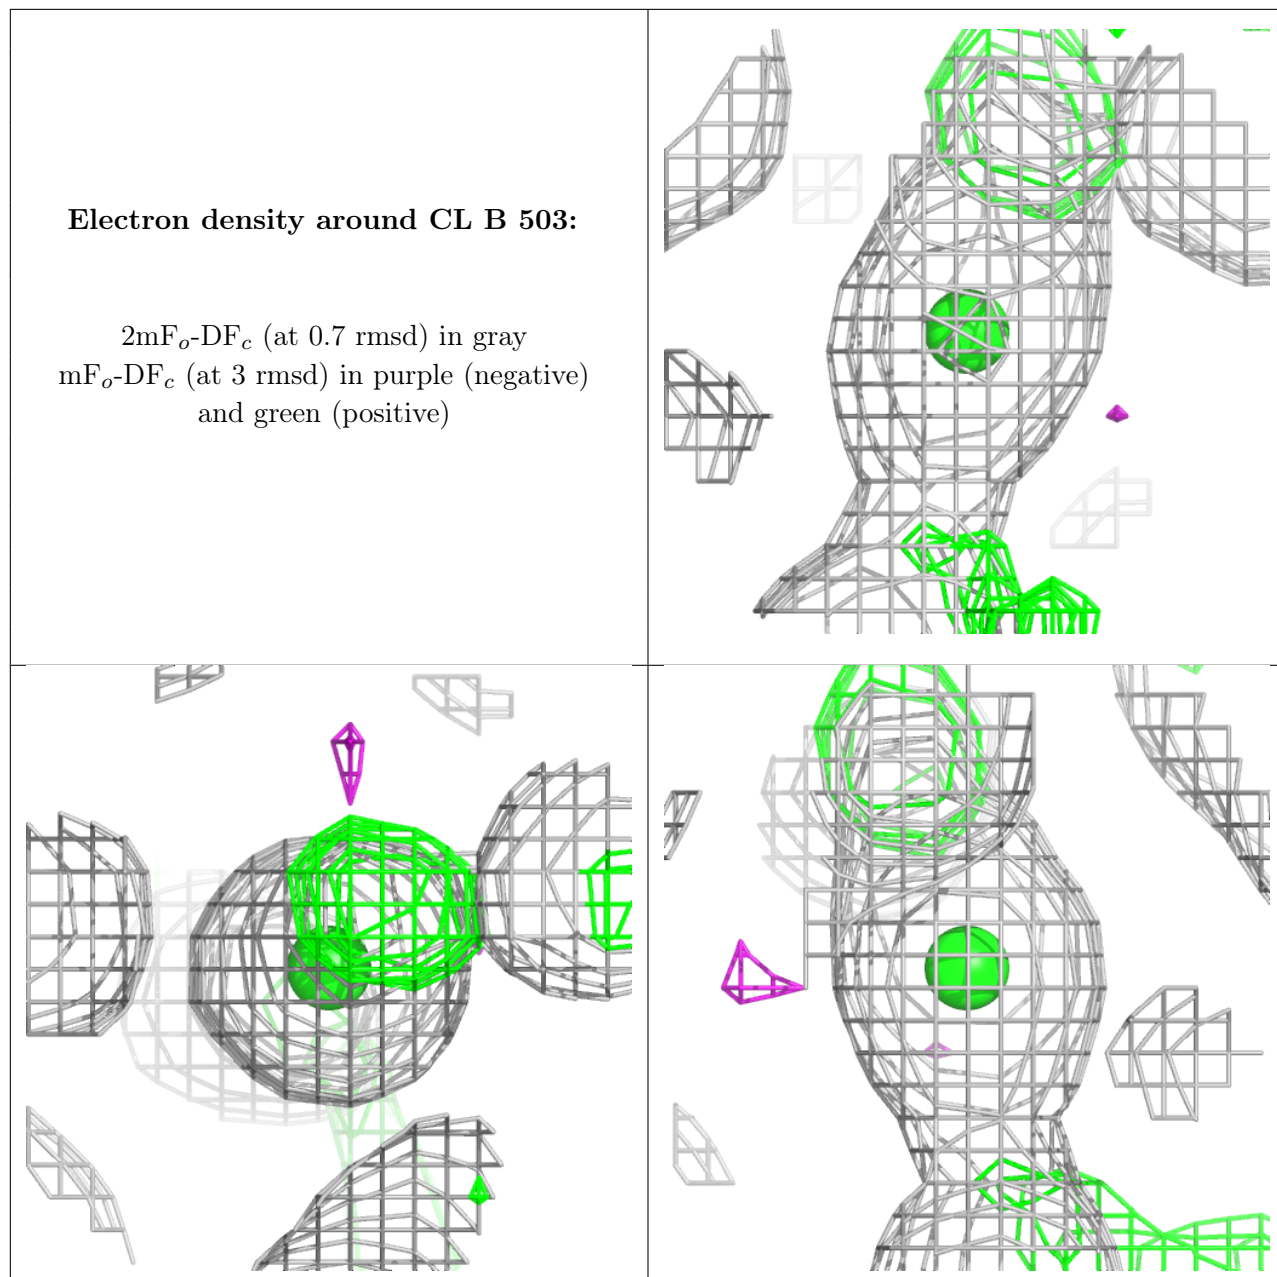 Electron density around CL B 503:
2mFo-DFc (at 0.7 rmsd) in gray
mFo-DFc (at 3 rmsd) in purple (negative)
and green (positive)